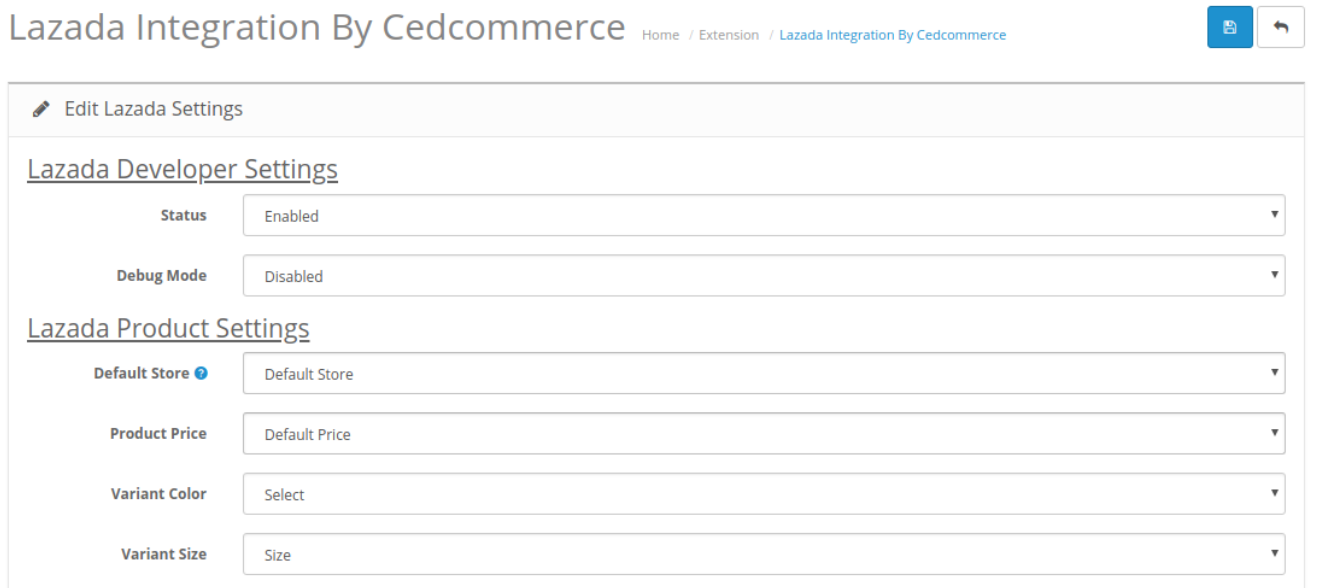 Lazada Integration By Cedcommerce Home / Extension / Lazada Integration By Cedcommerce
Edit Lazada Settings
Lazada Developer Settings
Status Enabled
Debug Mode Disabled
Lazada Product Settings
Default Store ? Default Store
Product Price Default Price
Variant Color Select
Variant Size Size